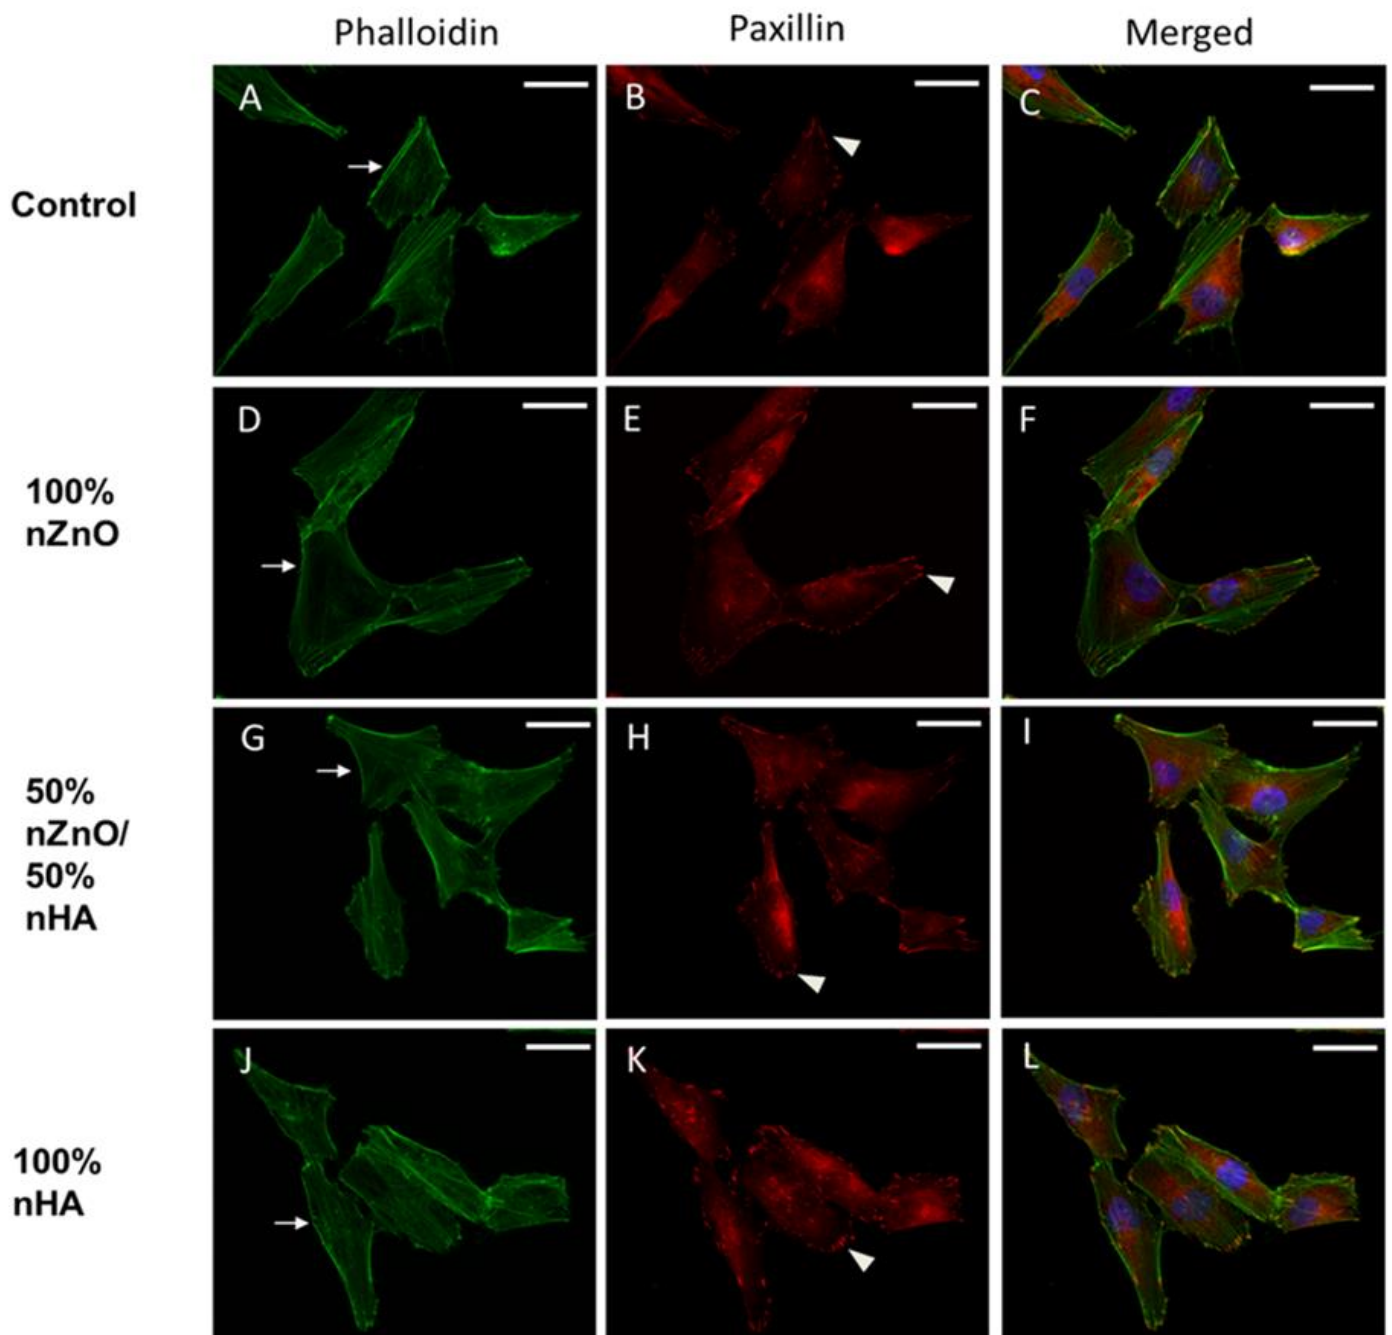 Phalloidin Paxillin Merged
A B C
Control
D E F
100%
nZnO
G H I
50%
nZnO/
50%
nHA
J K L
100%
nHA